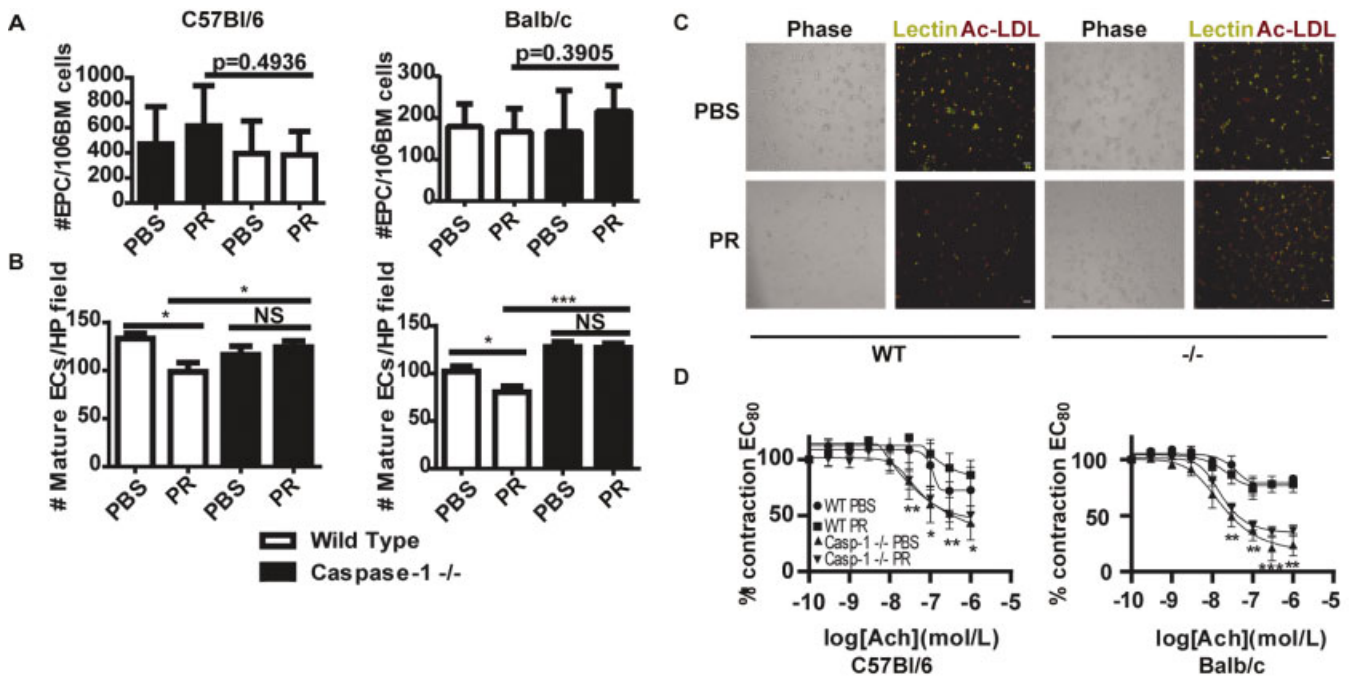 A
C57Bl/6
#EPC/106BM cells
1000
800
600
400
200
0
p=0.4936
PBS
PR
PBS
PR
Balb/c
#EPC/10⁶BM cells
300
200
100
0
p=0.3905
PBS
PR
PBS
PR
B
# Mature ECs/HP field
150
100
50
0
*
*
NS
PBS
PR
PBS
PR
# Mature ECs/HP field
150
100
50
0
***
*
NS
PBS
PR
PBS
PR
Wild Type
Caspase-1 -/-
C
Phase
Lectin Ac-LDL
Phase
Lectin Ac-LDL
PBS
PR
WT
-/-
D
% contraction EC80
100
50
0
WT PBS
WT PR
Casp-1 -/- PBS
Casp-1 -/- PR
** * ** *
-10 -9 -8 -7 -6 -5
log[Ach](mol/L)
C57Bl/6
% contraction EC80
100
50
0
** ** *** **
-10 -9 -8 -7 -6 -5
log[Ach](mol/L)
Balb/c